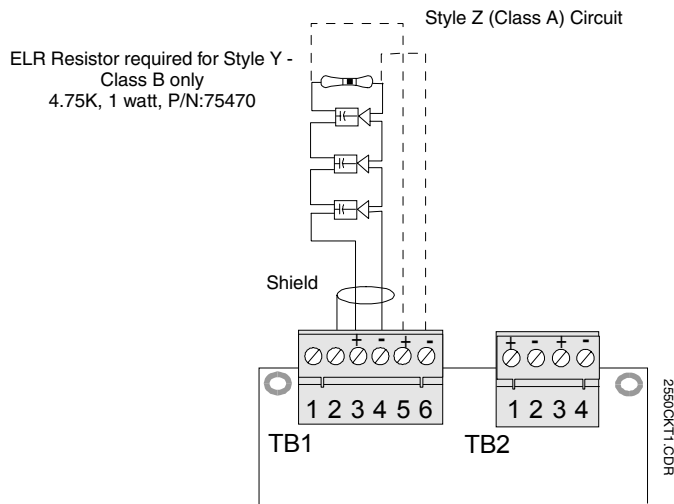 Style Z (Class A) Circuit
ELR Resistor required for Style Y -
Class B only
4.75K, 1 watt, P/N:75470
Shield
+ - + -
+ - + -
1 2 3 4 5 6
1 2 3 4
TB1
TB2
2550CKT1.CDR